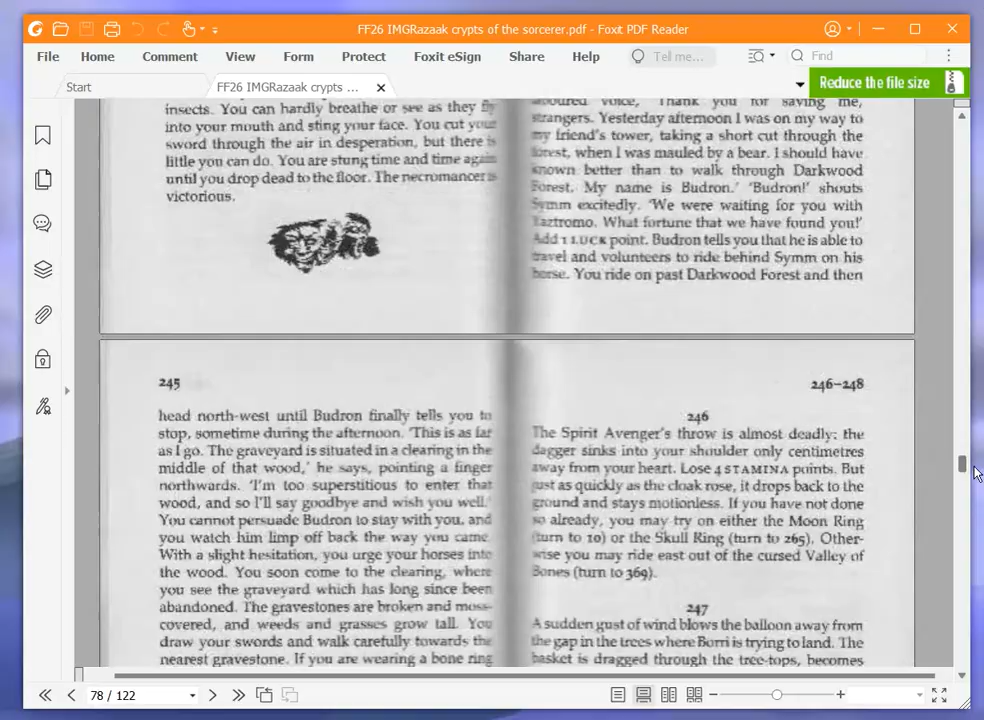 FF26 IMGRazaak crypts of the sorcerer.pdf - Foxit PDF Reader
File Home Comment View Form Protect Foxit eSign Share Help Tell me... Find
Start FF26 IMGRazaak crypts ... Reduce the file size
insects. You can hardly breathe or see as they fly
into your mouth and sting your face. You cut your
sword through the air in desperation, but there is
little you can do. You are stung time and time again
until you drop dead to the floor. The necromancer is
victorious.
laboured voice, 'Thank you for saving me,
strangers. Yesterday afternoon I was on my way to
my friend's tower, taking a short cut through the
forest, when I was mauled by a bear. I should have
known better than to walk through Darkwood
Forest. My name is Budron.' 'Budron!' shouts
Symm excitedly. 'We were waiting for you with
Yaztromo. What fortune that we have found you!'
Add 1 LUCK point. Budron tells you that he is able to
travel and volunteers to ride behind Symm on his
horse. You ride on past Darkwood Forest and then
245
head north-west until Budron finally tells you to
stop, sometime during the afternoon. 'This is as far
as I go. The graveyard is situated in a clearing in the
middle of that wood,' he says, pointing a finger
northwards. 'I'm too superstitious to enter that
wood, and so I'll say goodbye and wish you well.'
You cannot persuade Budron to stay with you, and
you watch him limp off back the way you came.
With a slight hesitation, you urge your horses into
the wood. You soon come to the clearing, where
you see the graveyard which has long since been
abandoned. The gravestones are broken and moss-
covered, and weeds and grasses grow tall. You
draw your swords and walk carefully towards the
nearest gravestone. If you are wearing a bone ring
246-248
246
The Spirit Avenger's throw is almost deadly: the
dagger sinks into your shoulder only centimetres
away from your heart. Lose 4 STAMINA points. But
just as quickly as the cloak rose, it drops back to the
ground and stays motionless. If you have not done
so already, you may try on either the Moon Ring
(turn to 10) or the Skull Ring (turn to 265). Other-
wise you may ride east out of the cursed Valley of
Bones (turn to 369).
247
A sudden gust of wind blows the balloon away from
the gap in the trees where Borri is trying to land. The
basket is dragged through the tree-tops, becomes
78 / 122